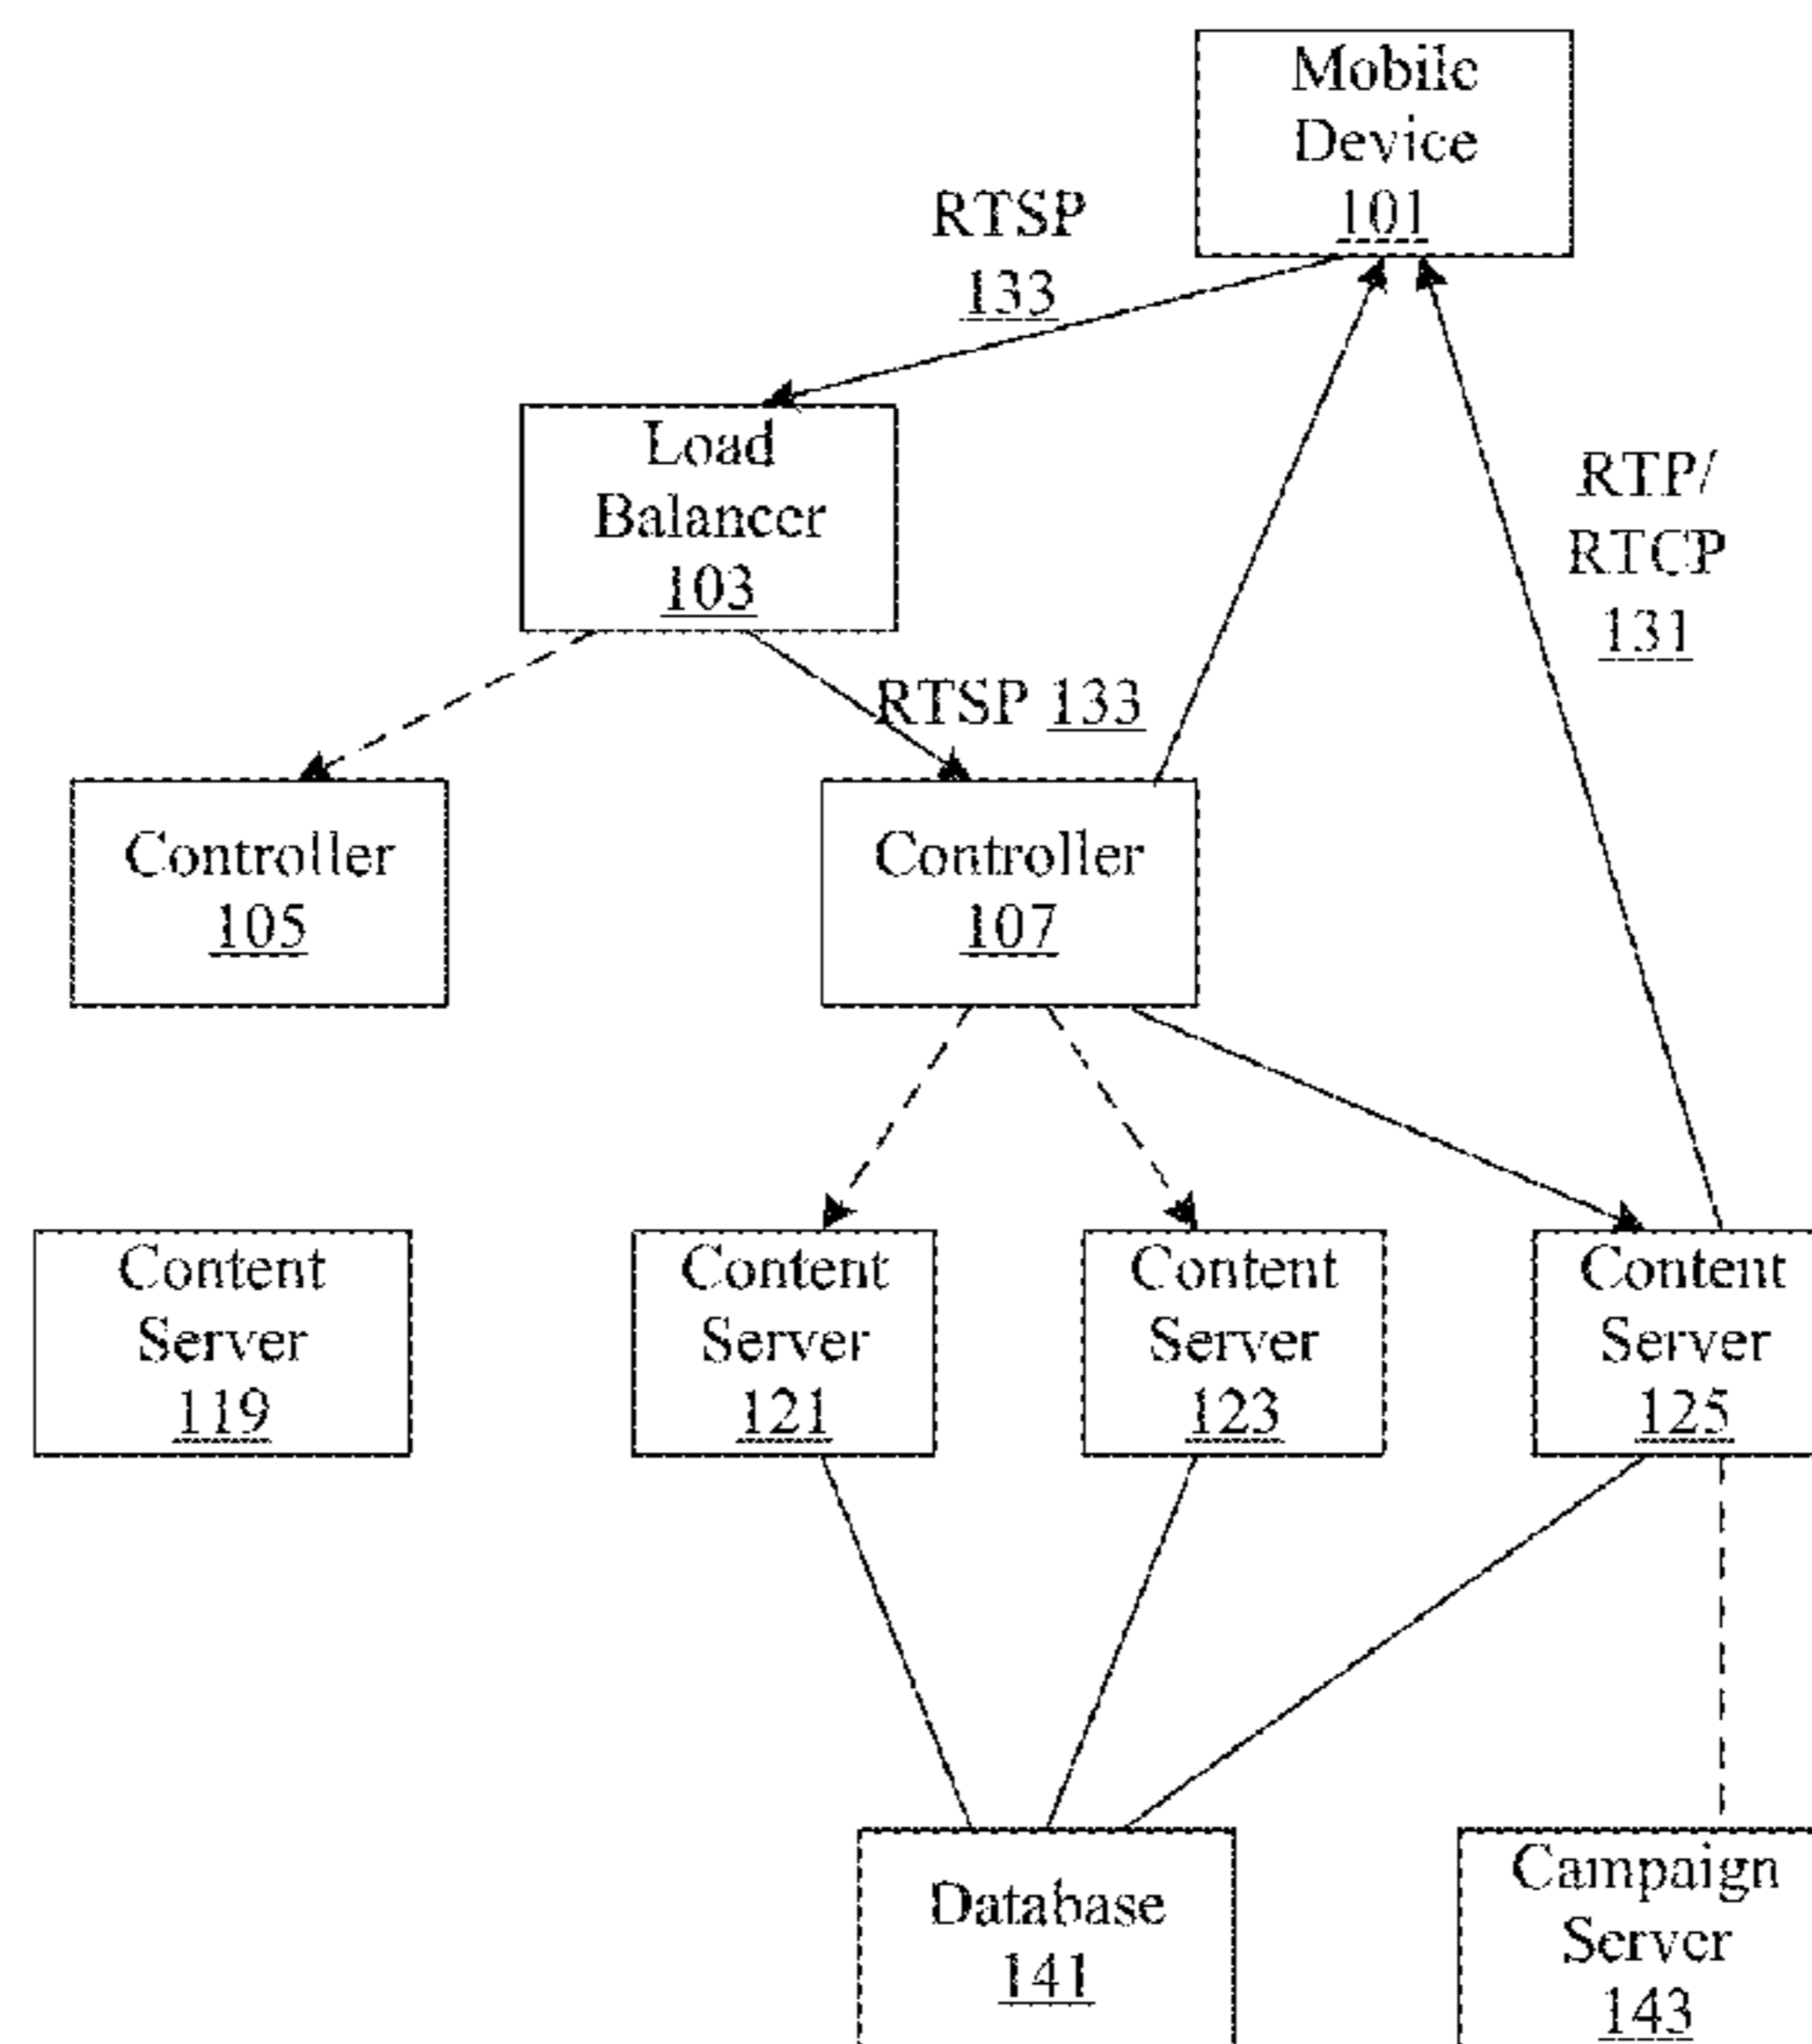 Mobile
Device
101
RTSP
133
Load
Balancer
103
RTP/
RTCP
131
RTSP 133
Controller
105
Controller
107
Content
Server
119
Content
Server
121
Content
Server
123
Content
Server
125
Database
141
Campaign
Server
143